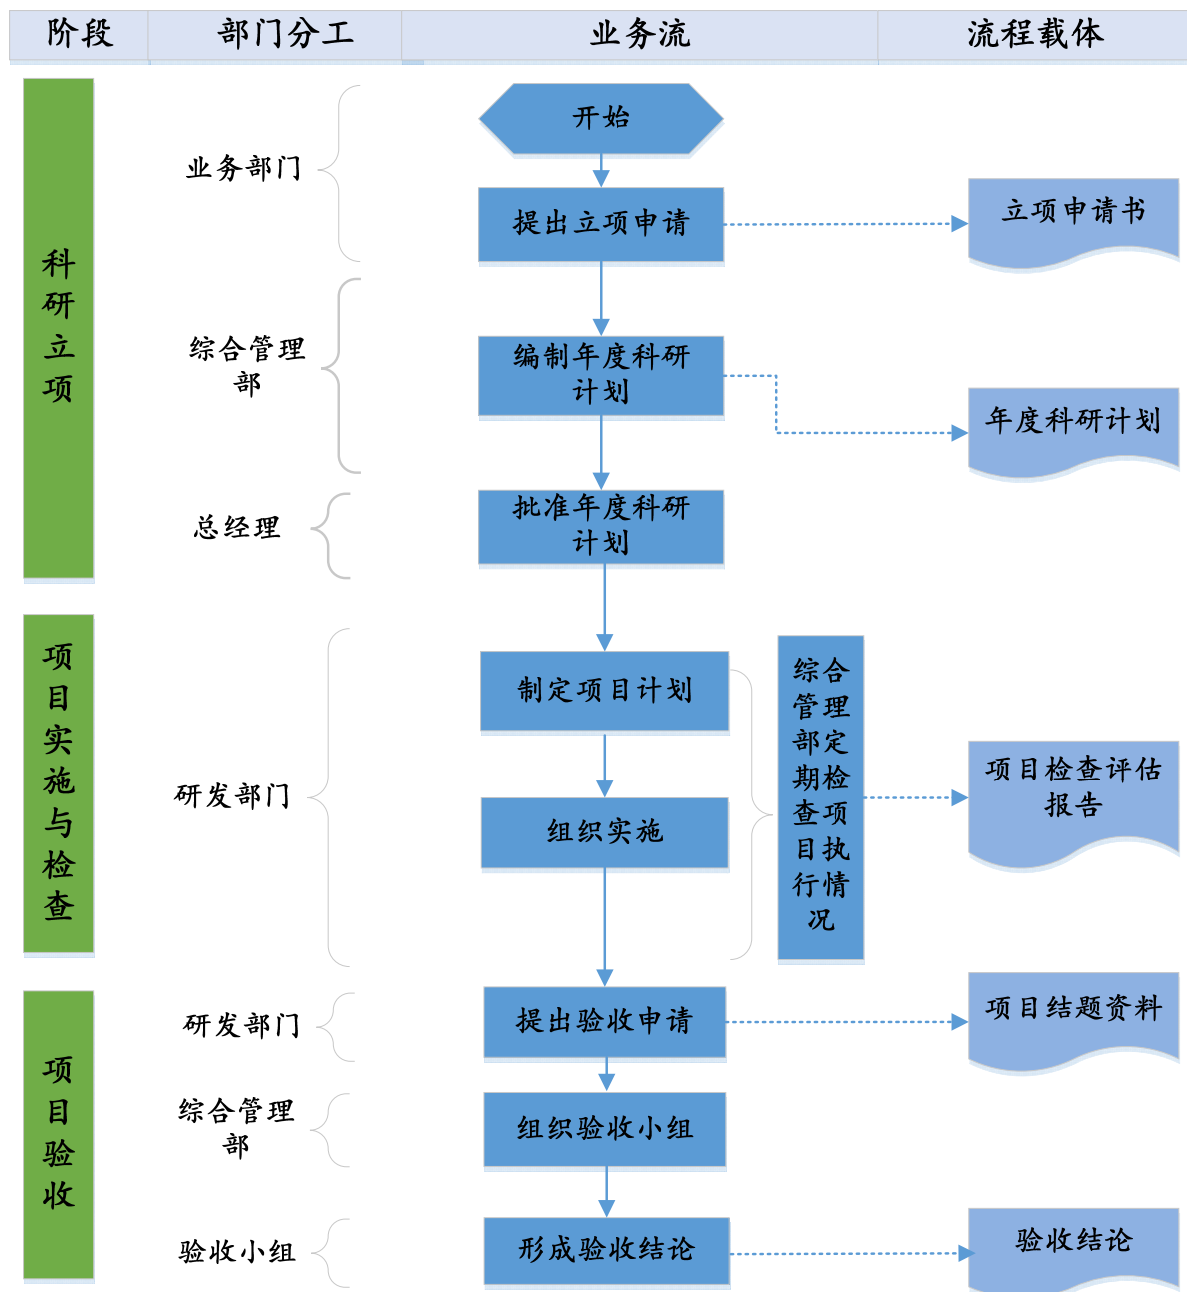 阶段 部门分工 业务流 流程载体
科
研
立
项
业务部门
开始
提出立项申请
立项申请书
综合管理
部
编制年度科研
计划
年度科研计划
总经理
批准年度科研
计划
项
目
实
施
与
检
查
研发部门
制定项目计划
组织实施
综合
管理
部定
期检
查项
目执
行情
况
项目检查评估
报告
项
目
验
收
研发部门
提出验收申请
项目结题资料
综合管理
部
组织验收小组
验收小组
形成验收结论
验收结论